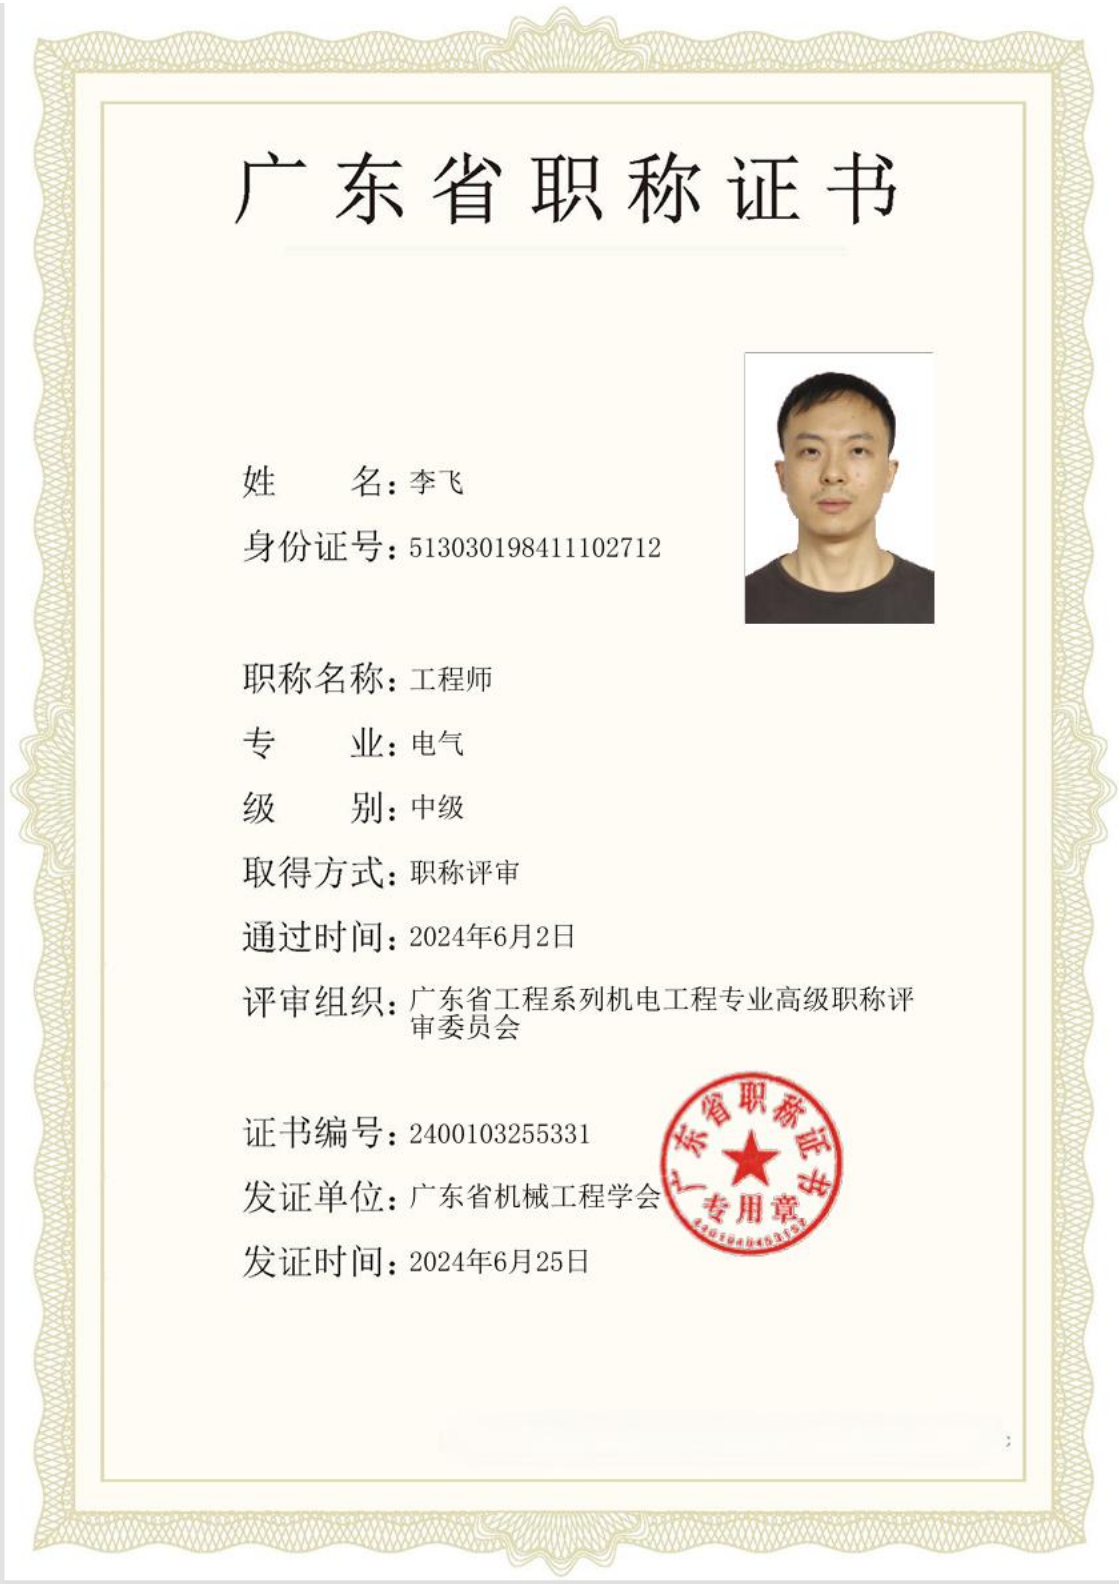 广东省职称证书
姓 名：李飞
身份证号：513030198411102712
职称名称：工程师
专 业：电气
级 别：中级
取得方式：职称评审
通过时间：2024年6月2日
评审组织：广东省工程系列机电工程专业高级职称评
审委员会
证书编号：2400103255331
发证单位：广东省机械工程学会
发证时间：2024年6月25日
广东省职称证书
专用章